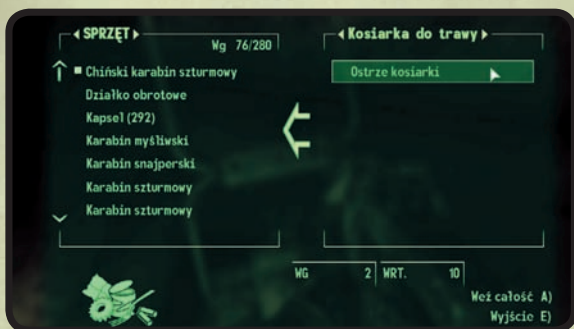 SPRZĘT
Wg 76/280
Chiński karabin szturmowy
Działko obrotowe
Kapsel (292)
Karabin myśliwski
Karabin snajperski
Karabin szturmowy
Karabin szturmowy
Kosiarka do trawy
Ostrze kosiarki
WG 2
WRT. 10
Weź całość A)
Wyjście E)